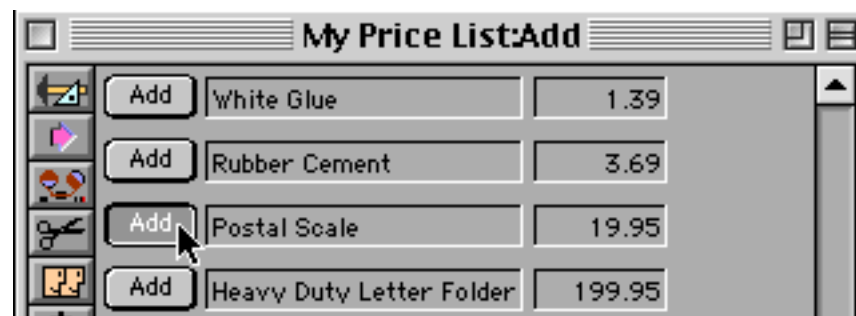 My Price List:Add
Add White Glue 1.39
Add Rubber Cement 3.69
Add Postal Scale 19.95
Add Heavy Duty Letter Folder 199.95